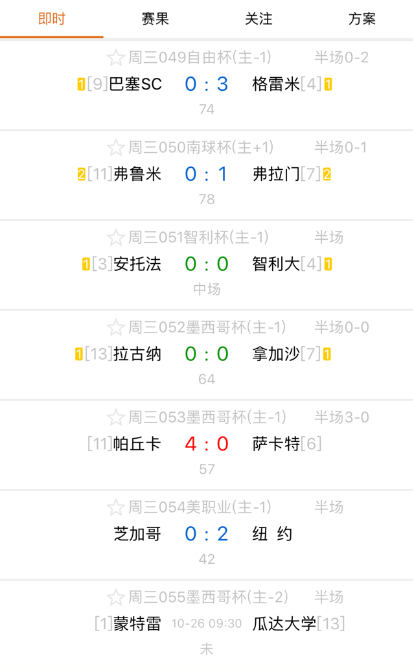 即时 赛果 关注 方案
周三049自由杯(主-1) 半场0-2
1 [9]巴塞SC 0 : 3 格雷米[4] 1
74
周三050南球杯(主+1) 半场0-1
2 [11]弗鲁米 0 : 1 弗拉门[7] 2
78
周三051智利杯(主-1) 半场
1 [3]安托法 0 : 0 智利大[4] 1
中场
周三052墨西哥杯(主-1) 半场0-0
1 [13]拉古纳 0 : 0 拿加沙[7] 1
64
周三053墨西哥杯(主-1) 半场3-0
[11]帕丘卡 4 : 0 萨卡特[6]
57
周三054美职业(主-1) 半场
芝加哥 0 : 2 纽 约
42
周三055墨西哥杯(主-2) 半场
[1]蒙特雷 10-26 09:30 瓜达大学[13]
未